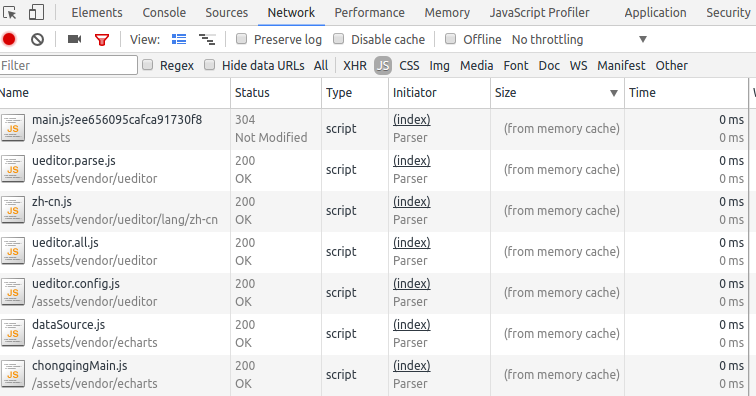 Elements Console Sources Network Performance Memory JavaScript Profiler Application Security
View: Preserve log Disable cache Offline No throttling ▼
Filter Regex Hide data URLs All XHR JS CSS Img Media Font Doc WS Manifest Other
Name Status Type Initiator Size ▼ Time
main.js?ee656095cafca91730f8 304 script (index) (from memory cache) 0 ms
/assets Not Modified Parser 0 ms
ueditor.parse.js 200 script (index) (from memory cache) 0 ms
/assets/vendor/ueditor OK Parser 0 ms
zh-cn.js 200 script (index) (from memory cache) 0 ms
/assets/vendor/ueditor/lang/zh-cn OK Parser 0 ms
ueditor.all.js 200 script (index) (from memory cache) 0 ms
/assets/vendor/ueditor OK Parser 0 ms
ueditor.config.js 200 script (index) (from memory cache) 0 ms
/assets/vendor/ueditor OK Parser 0 ms
dataSource.js 200 script (index) (from memory cache) 0 ms
/assets/vendor/echarts OK Parser 0 ms
chongqingMain.js 200 script (index) (from memory cache) 0 ms
/assets/vendor/echarts OK Parser 0 ms